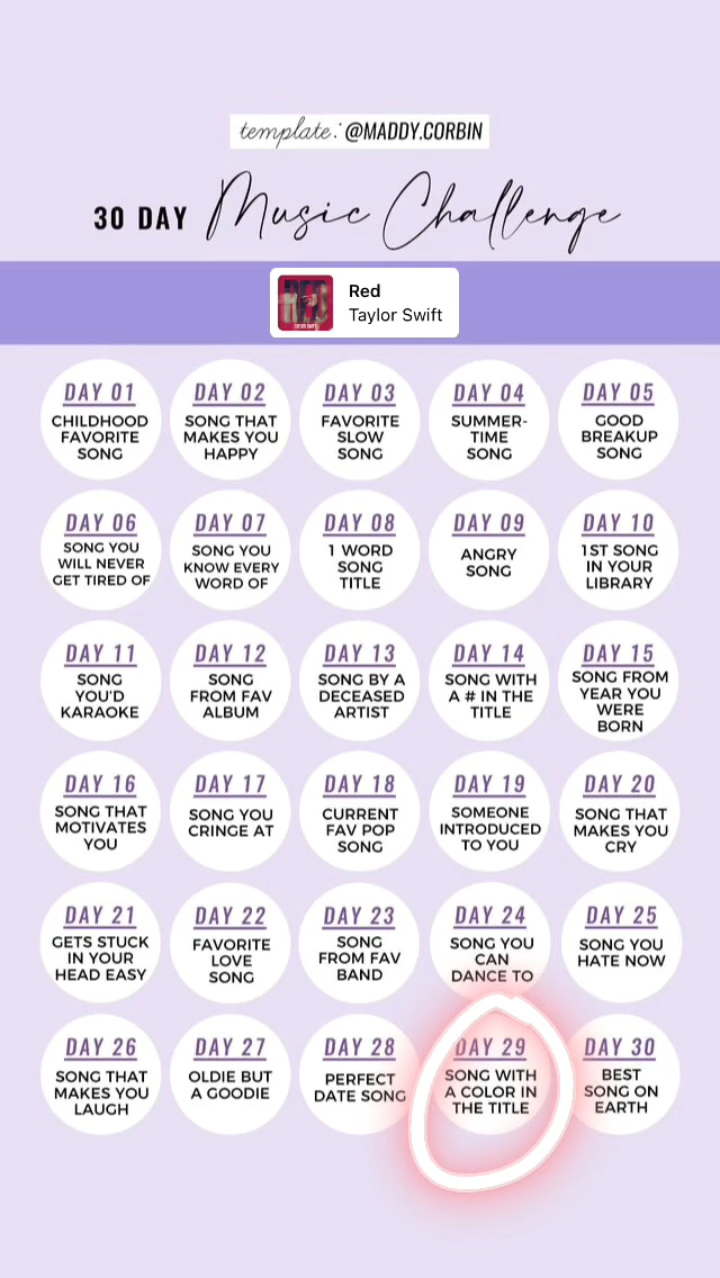 template: @MADDY.CORBIN
30 DAY Music Challenge
RED
TAYLOR SWIFT
Red
Taylor Swift
DAY 01
CHILDHOOD
FAVORITE
SONG
DAY 02
SONG THAT
MAKES YOU
HAPPY
DAY 03
FAVORITE
SLOW
SONG
DAY 04
SUMMER-
TIME
SONG
DAY 05
GOOD
BREAKUP
SONG
DAY 06
SONG YOU
WILL NEVER
GET TIRED OF
DAY 07
SONG YOU
KNOW EVERY
WORD OF
DAY 08
1 WORD
SONG
TITLE
DAY 09
ANGRY
SONG
DAY 10
1ST SONG
IN YOUR
LIBRARY
DAY 11
SONG
YOU'D
KARAOKE
DAY 12
SONG
FROM FAV
ALBUM
DAY 13
SONG BY A
DECEASED
ARTIST
DAY 14
SONG WITH
A # IN THE
TITLE
DAY 15
SONG FROM
YEAR YOU
WERE
BORN
DAY 16
SONG THAT
MOTIVATES
YOU
DAY 17
SONG YOU
CRINGE AT
DAY 18
CURRENT
FAV POP
SONG
DAY 19
SOMEONE
INTRODUCED
TO YOU
DAY 20
SONG THAT
MAKES YOU
CRY
DAY 21
GETS STUCK
IN YOUR
HEAD EASY
DAY 22
FAVORITE
LOVE
SONG
DAY 23
SONG
FROM FAV
BAND
DAY 24
SONG YOU
CAN
DANCE TO
DAY 25
SONG YOU
HATE NOW
DAY 26
SONG THAT
MAKES YOU
LAUGH
DAY 27
OLDIE BUT
A GOODIE
DAY 28
PERFECT
DATE SONG
DAY 29
SONG WITH
A COLOR IN
THE TITLE
DAY 30
BEST
SONG ON
EARTH